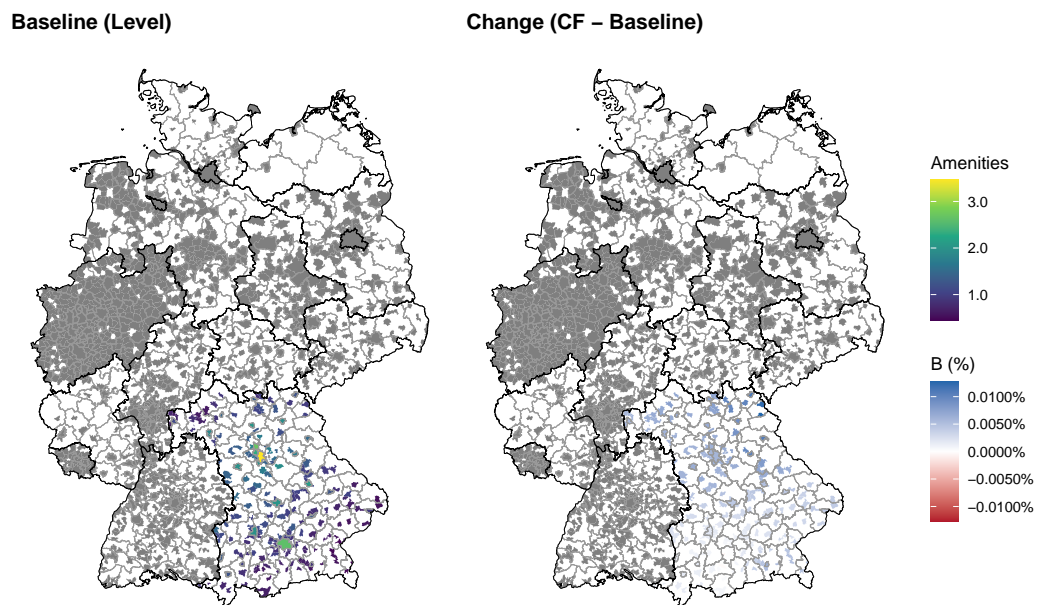 Baseline (Level)
Change (CF − Baseline)
Amenities
3.0
2.0
1.0
B (%)
0.0100%
0.0050%
0.0000%
−0.0050%
−0.0100%